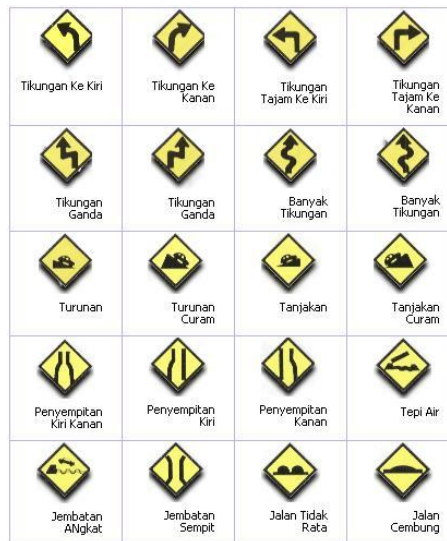 Tikungan Ke Kiri
Tikungan Ke
Kanan
Tikungan
Tajam Ke Kiri
Tikungan
Tajam Ke
Kanan
Tikungan
Ganda
Tikungan
Ganda
Banyak
Tikungan
Banyak
Tikungan
Turunan
Turunan
Curam
Tanjakan
Tanjakan
Curam
Penyempitan
Kiri Kanan
Penyempitan
Kiri
Penyempitan
Kanan
Tepi Air
Jembatan
ANgkat
Jembatan
Sempit
Jalan Tidak
Rata
Jalan
Cembung